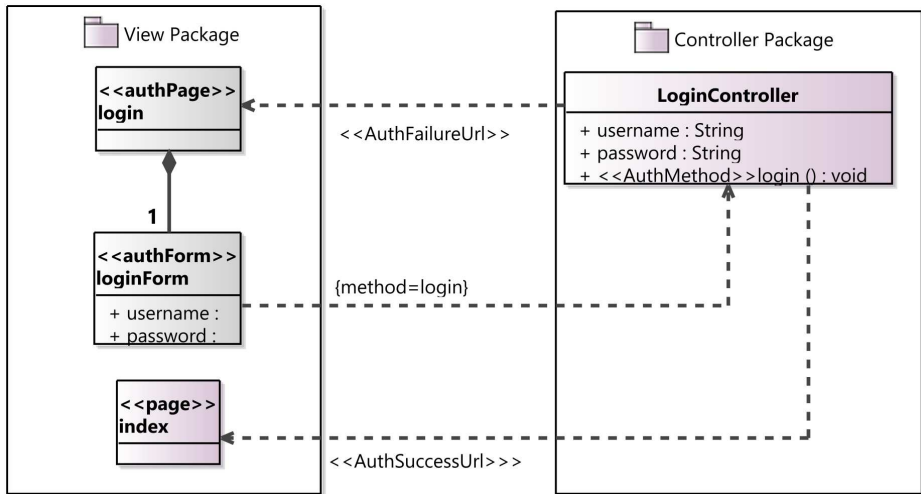 View Package
<<authPage>>
login
1
<<authForm>>
loginForm
+ username :
+ password :
<<page>>
index
<<AuthFailureUrl>>
{method=login}
<<AuthSuccessUrl>>>
Controller Package
LoginController
+ username : String
+ password : String
+ <<AuthMethod>>login () : void